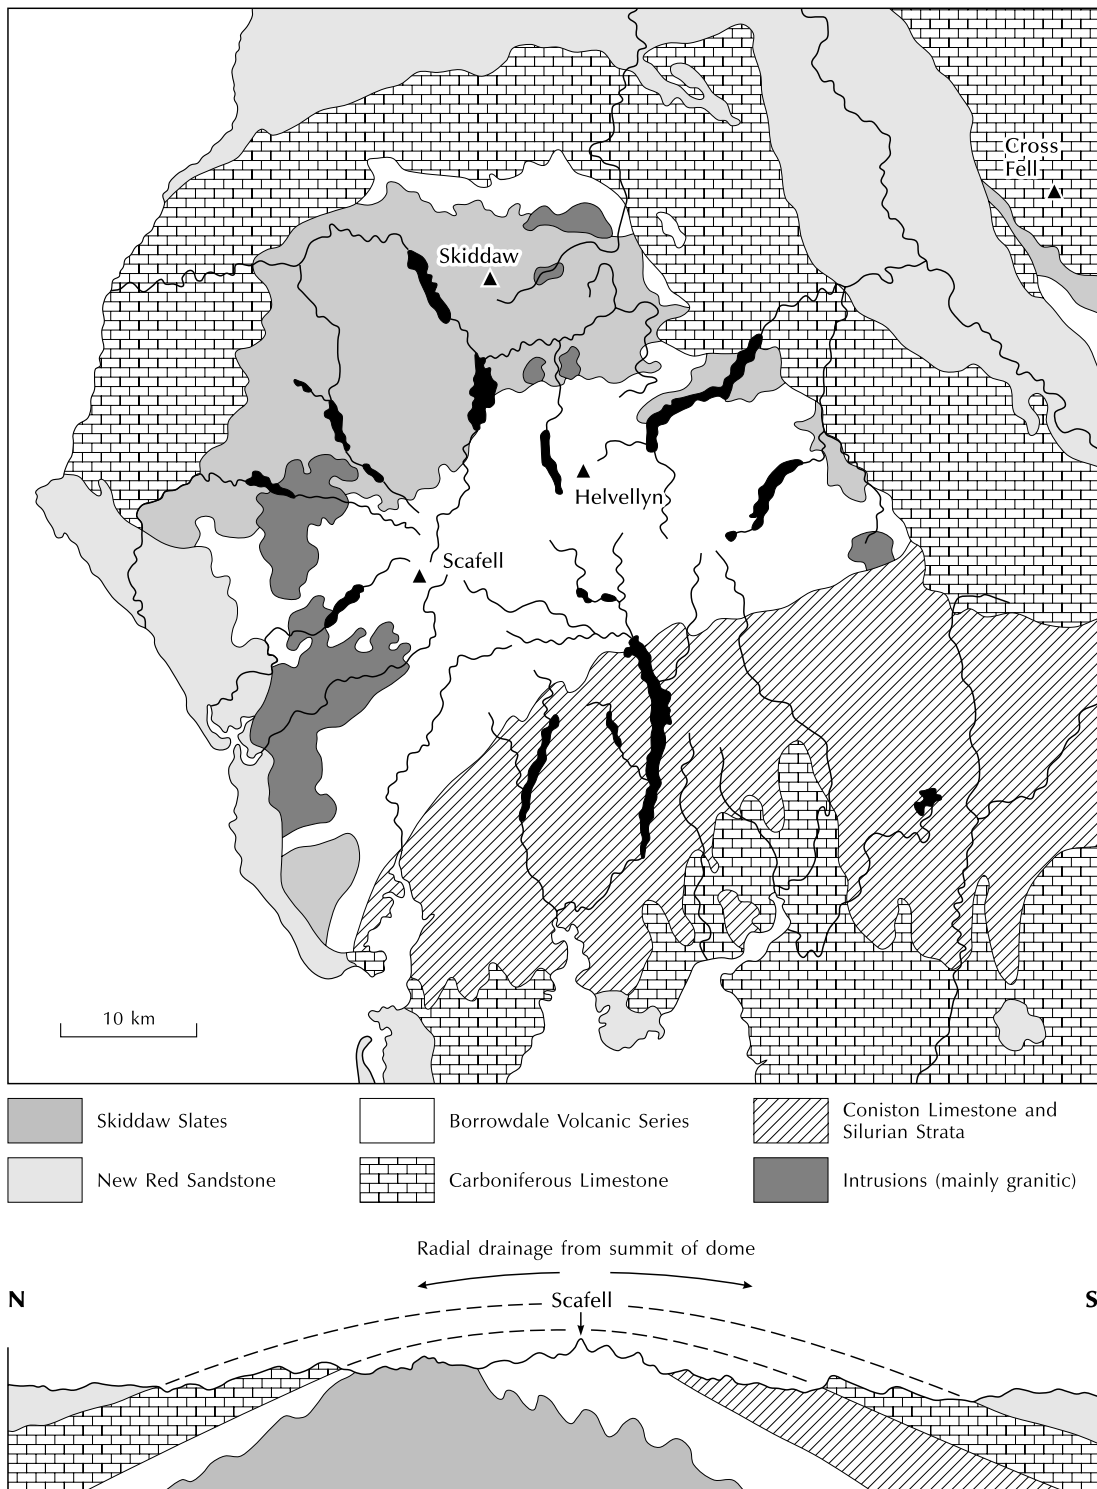 Cross
Fell
Skiddaw
Helvellyn
Scafell
10 km
Skiddaw Slates
Borrowdale Volcanic Series
Coniston Limestone and
Silurian Strata
New Red Sandstone
Carboniferous Limestone
Intrusions (mainly granitic)
Radial drainage from summit of dome
N
Scafell
S